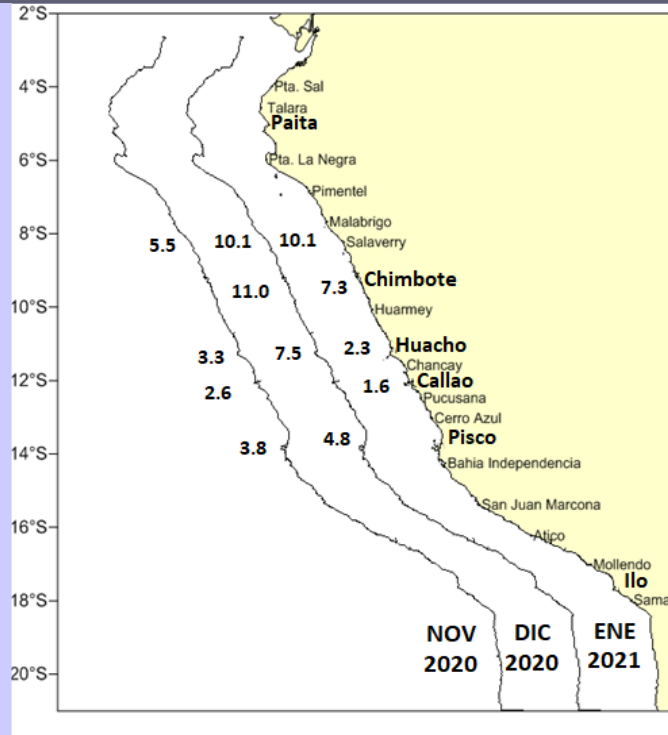 2°S
4°S
Pta. Sal
Talara
Paita
6°S
Pta. La Negra
Pimentel
Malabrigo
8°S
5.5 10.1 10.1 Salaverry
11.0 7.3 Chimbote
10°S
Huarmey
3.3 7.5 2.3 Huacho
Chancay
12°S
2.6 1.6 Callao
Pucusana
Cerro Azul
3.8 4.8 Pisco
14°S
Bahia Independencia
San Juan Marcona
16°S
Atico
Mollendo
Ilo
18°S
Sama
NOV DIC ENE
2020 2020 2021
20°S